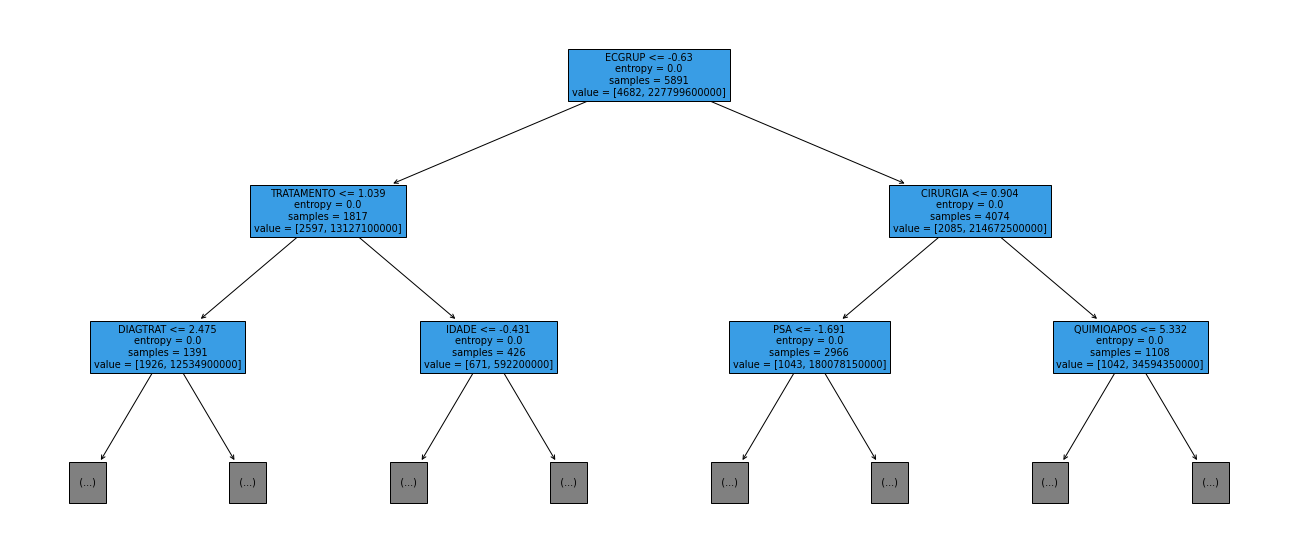 ECGRUP <= -0.63
entropy = 0.0
samples = 5891
value = [4682, 227799600000]
TRATAMENTO <= 1.039
entropy = 0.0
samples = 1817
value = [2597, 13127100000]
CIRURGIA <= 0.904
entropy = 0.0
samples = 4074
value = [2085, 214672500000]
DIAGTRAT <= 2.475
entropy = 0.0
samples = 1391
value = [1926, 12534900000]
IDADE <= -0.431
entropy = 0.0
samples = 426
value = [671, 592200000]
PSA <= -1.691
entropy = 0.0
samples = 2966
value = [1043, 180078150000]
QUIMIOAPOS <= 5.332
entropy = 0.0
samples = 1108
value = [1042, 34594350000]
(...)
(...)
(...)
(...)
(...)
(...)
(...)
(...)